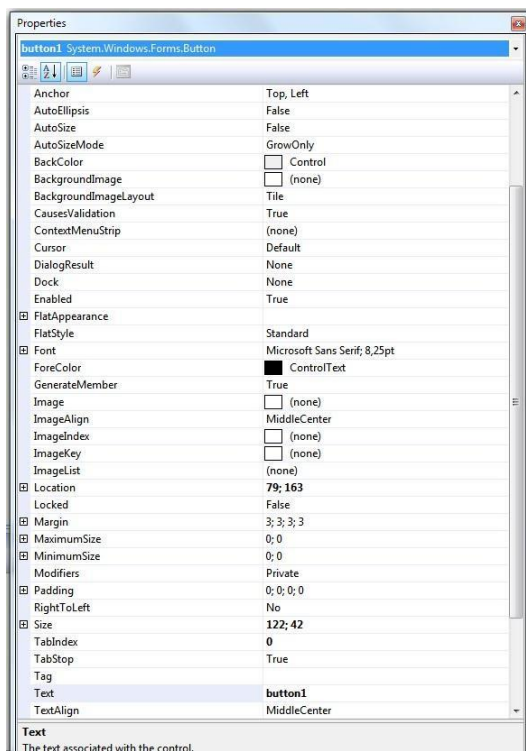 Properties
button1 System.Windows.Forms.Button
Anchor Top, Left
AutoEllipsis False
AutoSize False
AutoSizeMode GrowOnly
BackColor Control
BackgroundImage (none)
BackgroundImageLayout Tile
CausesValidation True
ContextMenuStrip (none)
Cursor Default
DialogResult None
Dock None
Enabled True
FlatAppearance
FlatStyle Standard
Font Microsoft Sans Serif; 8,25pt
ForeColor ControlText
GenerateMember True
Image (none)
ImageAlign MiddleCenter
ImageIndex (none)
ImageKey (none)
ImageList (none)
Location 79; 163
Locked False
Margin 3; 3; 3; 3
MaximumSize 0; 0
MinimumSize 0; 0
Modifiers Private
Padding 0; 0; 0; 0
RightToLeft No
Size 122; 42
TabIndex 0
TabStop True
Tag
Text button1
TextAlign MiddleCenter
Text
The text associated with the control.